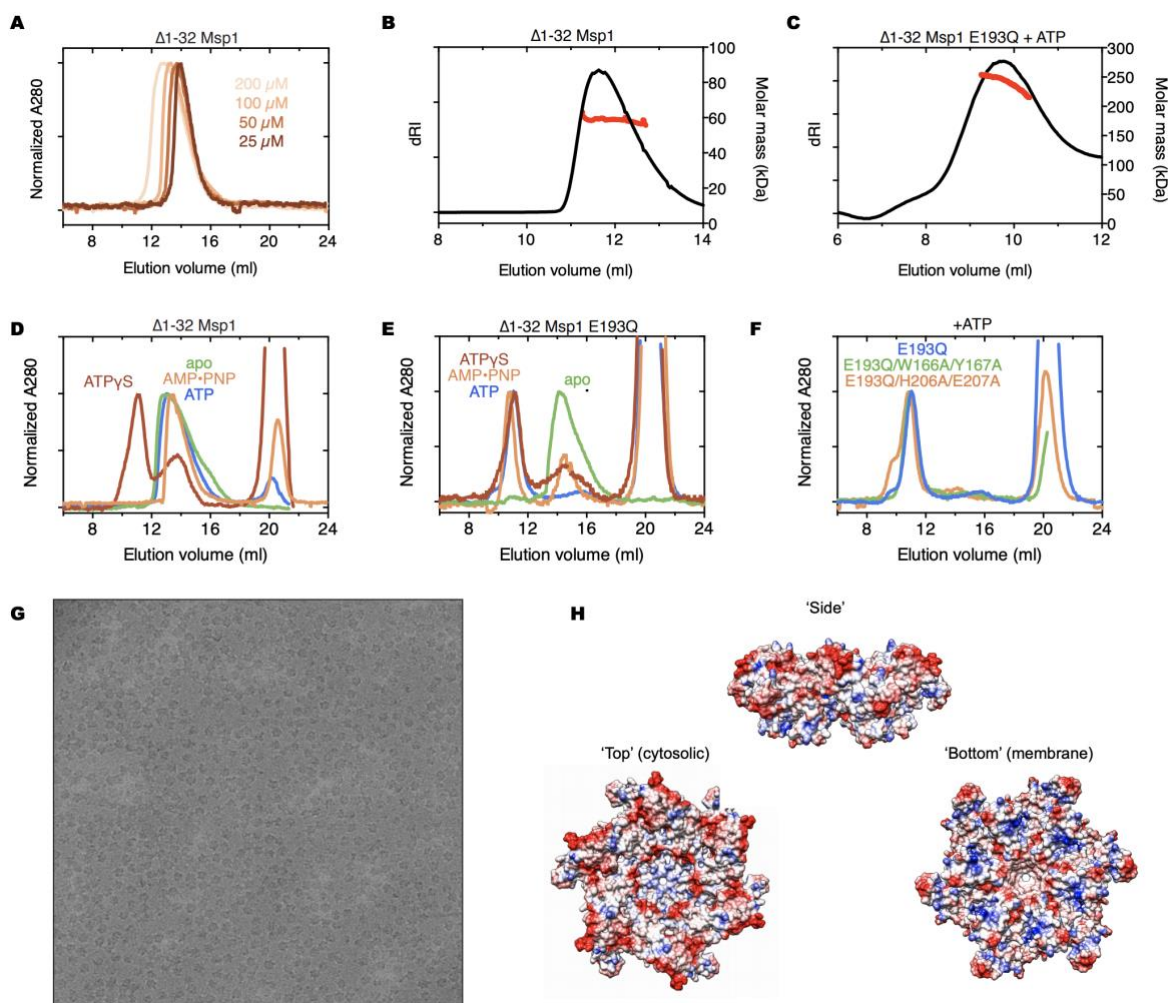 A
Δ1-32 Msp1
Normalized A280
200 µM
100 µM
50 µM
25 µM
8 12 16 20 24
Elution volume (ml)
B
Δ1-32 Msp1
dRI
Molar mass (kDa)
100
80
60
40
20
0
8 10 12 14
Elution volume (ml)
C
Δ1-32 Msp1 E193Q + ATP
dRI
Molar mass (kDa)
300
250
200
150
100
50
0
6 8 10 12
Elution volume (ml)
D
Δ1-32 Msp1
Normalized A280
ATPγS
apo
AMP•PNP
ATP
8 12 16 20 24
Elution volume (ml)
E
Δ1-32 Msp1 E193Q
Normalized A280
ATPγS
AMP•PNP
ATP
apo
8 12 16 20 24
Elution volume (ml)
F
+ATP
Normalized A280
E193Q
E193Q/W166A/Y167A
E193Q/H206A/E207A
8 12 16 20 24
Elution volume (ml)
G
H
'Side'
'Top' (cytosolic)
'Bottom' (membrane)